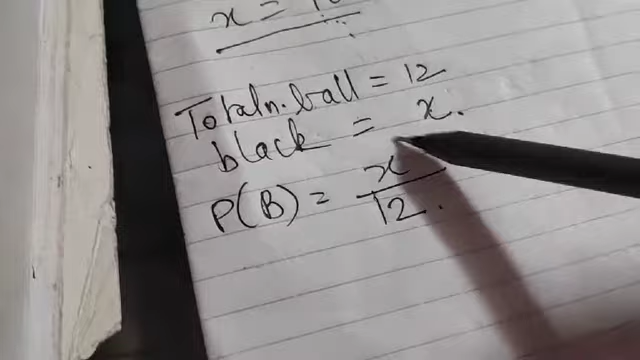 x =
Total n. ball = 12
black = x.
P(B) = x/12.